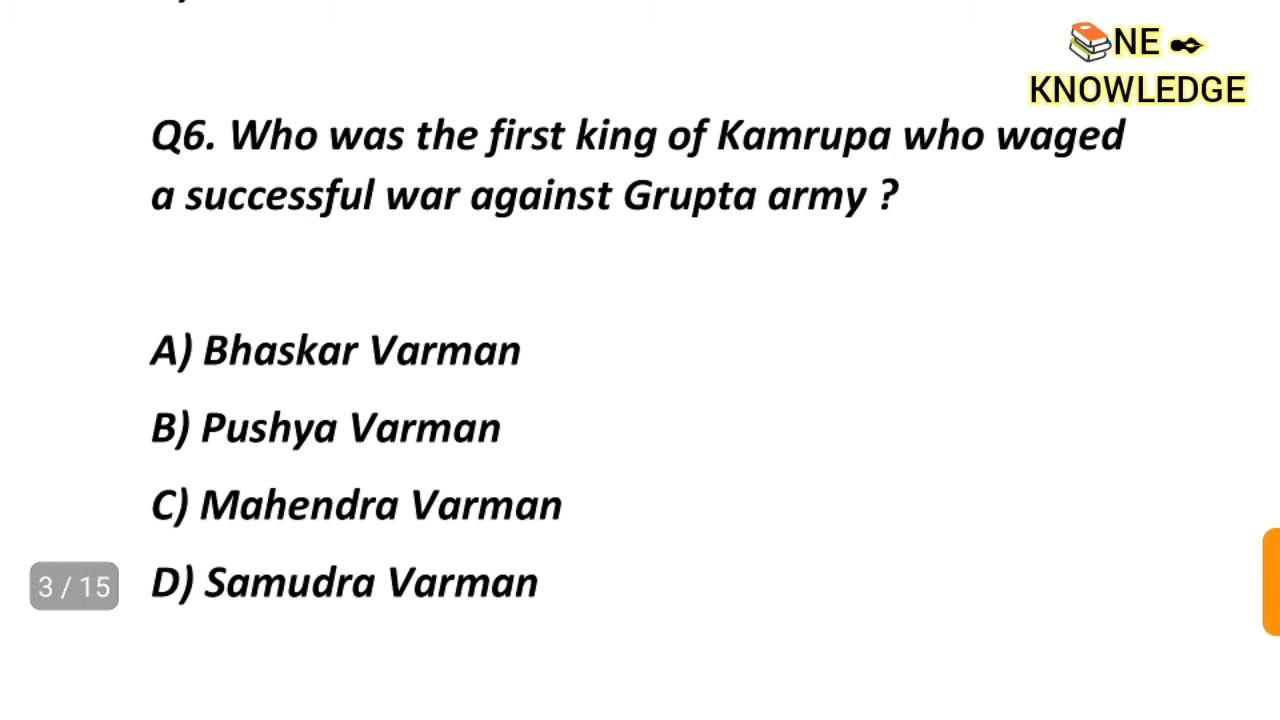 📚NE ✒
KNOWLEDGE
Q6. Who was the first king of Kamrupa who waged
a successful war against Grupta army ?
A) Bhaskar Varman
B) Pushya Varman
C) Mahendra Varman
3 / 15
D) Samudra Varman